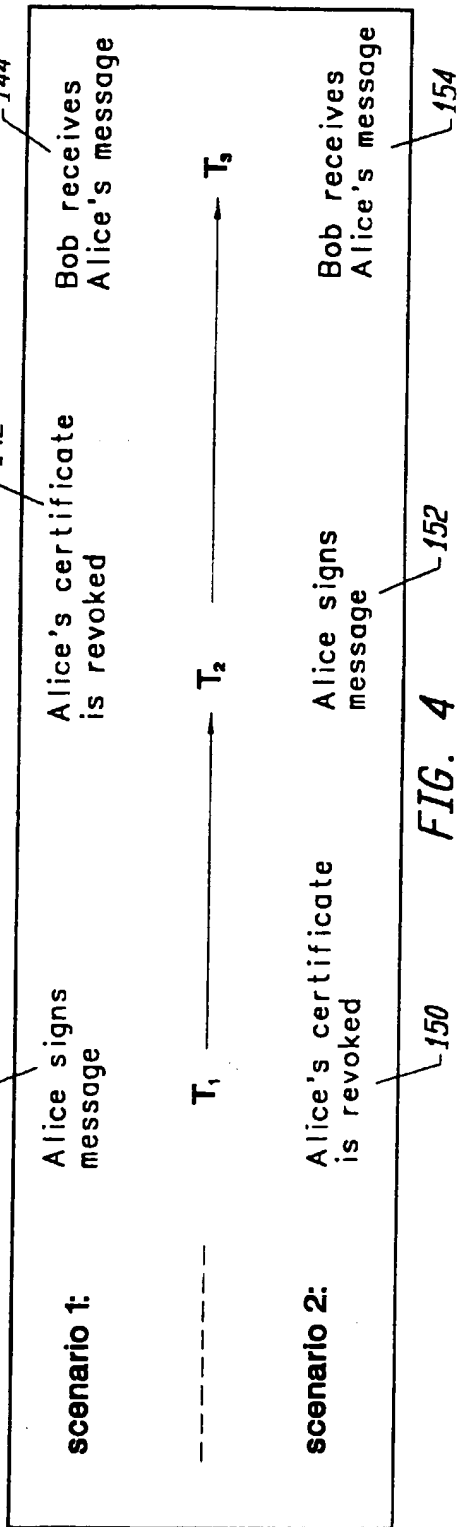 144
scenario 1:
Alice signs
message
Alice's certificate
is revoked
Bob receives
Alice's message
T₁
T₂
T₃
scenario 2:
Alice's certificate
is revoked
Alice signs
message
Bob receives
Alice's message
150
152
154
FIG. 4